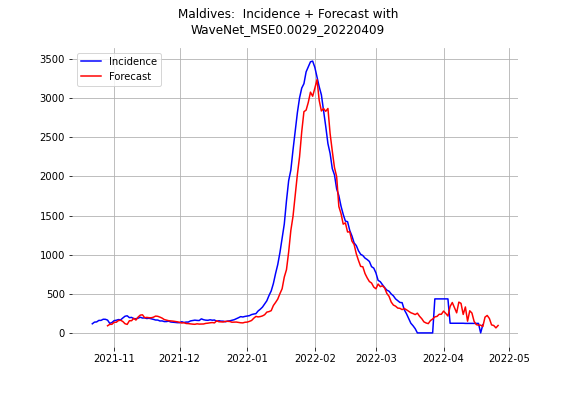 Maldives:  Incidence + Forecast with
WaveNet_MSE0.0029_20220409
Incidence
Forecast
3500
3000
2500
2000
1500
1000
500
0
2021-11 2021-12 2022-01 2022-02 2022-03 2022-04 2022-05